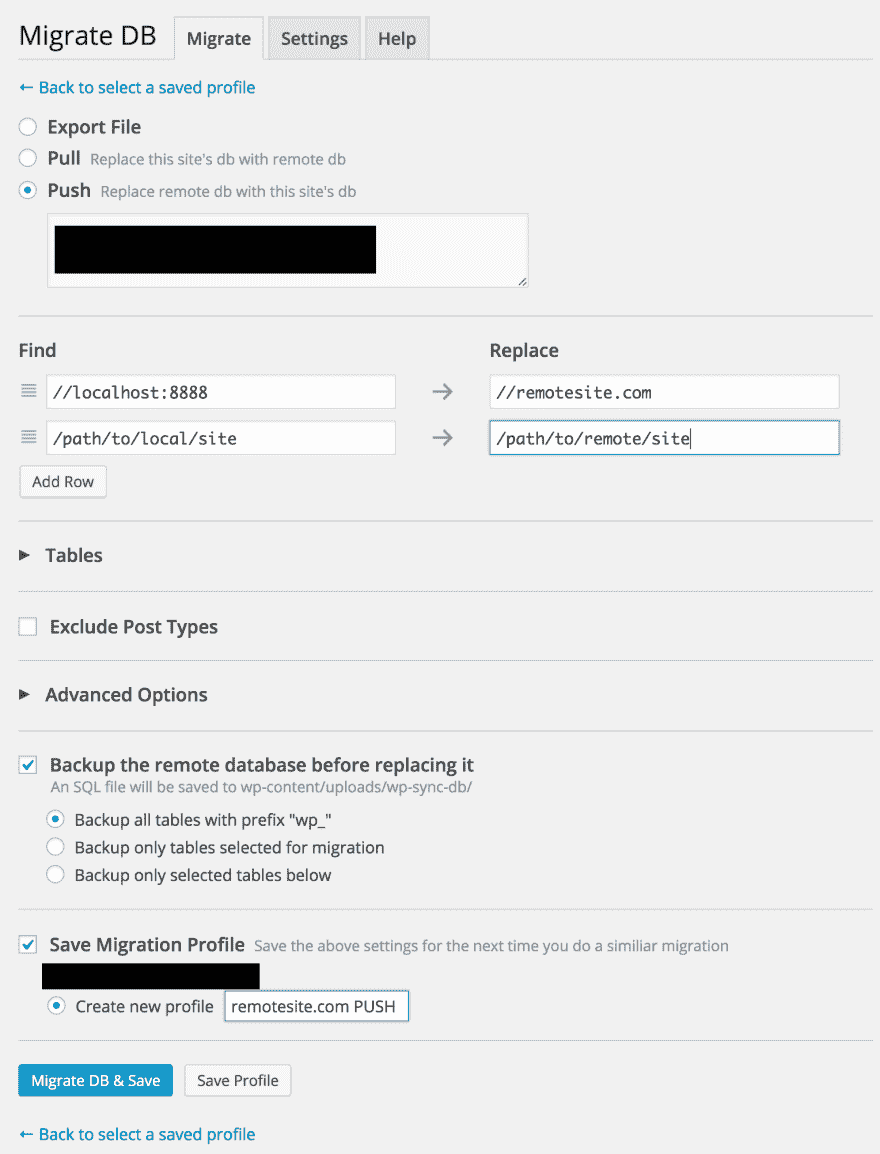 Migrate DB Migrate Settings Help
← Back to select a saved profile
Export File
Pull Replace this site's db with remote db
Push Replace remote db with this site's db
Find Replace
//localhost:8888 → //remotesite.com
/path/to/local/site → /path/to/remote/site
Add Row
Tables
Exclude Post Types
Advanced Options
Backup the remote database before replacing it
An SQL file will be saved to wp-content/uploads/wp-sync-db/
Backup all tables with prefix "wp_"
Backup only tables selected for migration
Backup only selected tables below
Save Migration Profile Save the above settings for the next time you do a similiar migration
Create new profile remotesite.com PUSH
Migrate DB & Save Save Profile
← Back to select a saved profile